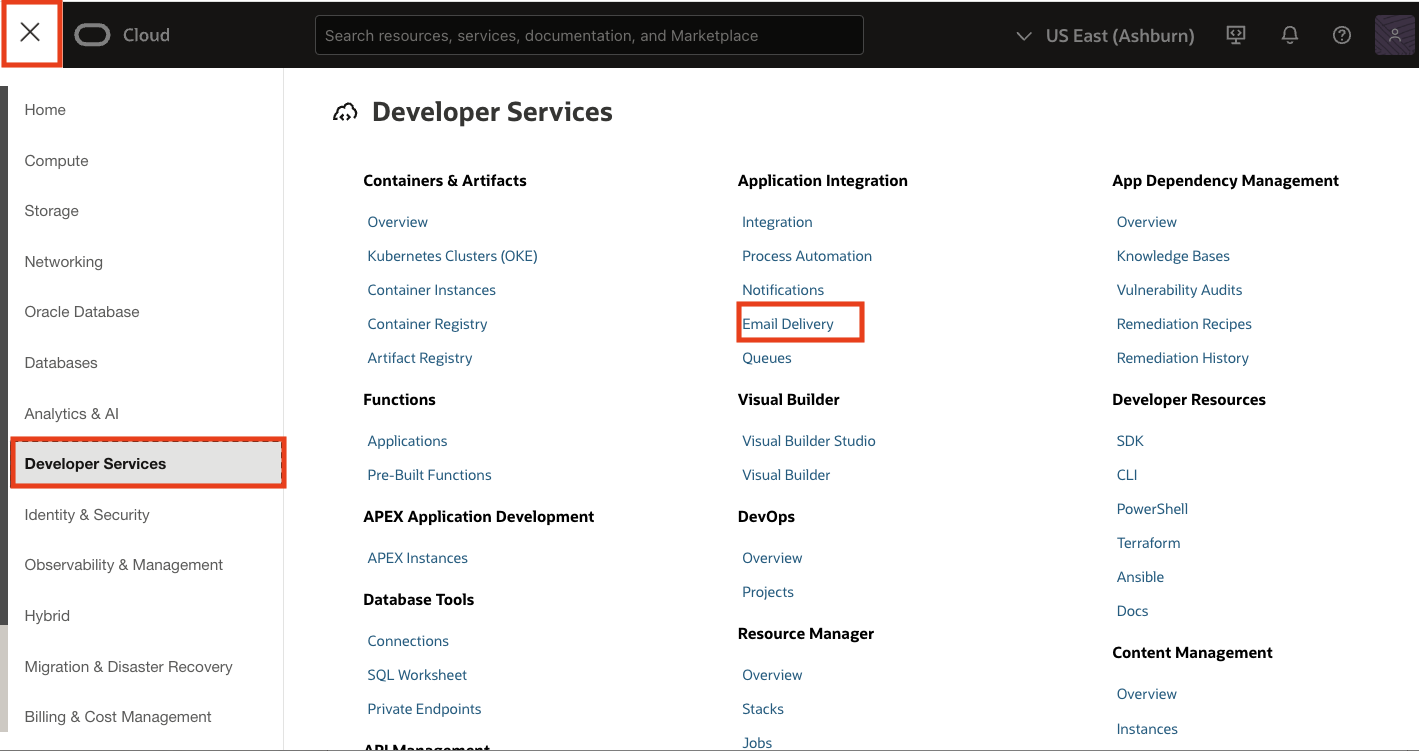 Cloud
Search resources, services, documentation, and Marketplace
US East (Ashburn)
Home
Compute
Storage
Networking
Oracle Database
Databases
Analytics & AI
Developer Services
Identity & Security
Observability & Management
Hybrid
Migration & Disaster Recovery
Billing & Cost Management
Developer Services
Containers & Artifacts
Overview
Kubernetes Clusters (OKE)
Container Instances
Container Registry
Artifact Registry
Functions
Applications
Pre-Built Functions
APEX Application Development
APEX Instances
Database Tools
Connections
SQL Worksheet
Private Endpoints
API Management
Application Integration
Integration
Process Automation
Notifications
Email Delivery
Queues
Visual Builder
Visual Builder Studio
Visual Builder
DevOps
Overview
Projects
Resource Manager
Overview
Stacks
Jobs
App Dependency Management
Overview
Knowledge Bases
Vulnerability Audits
Remediation Recipes
Remediation History
Developer Resources
SDK
CLI
PowerShell
Terraform
Ansible
Docs
Content Management
Overview
Instances